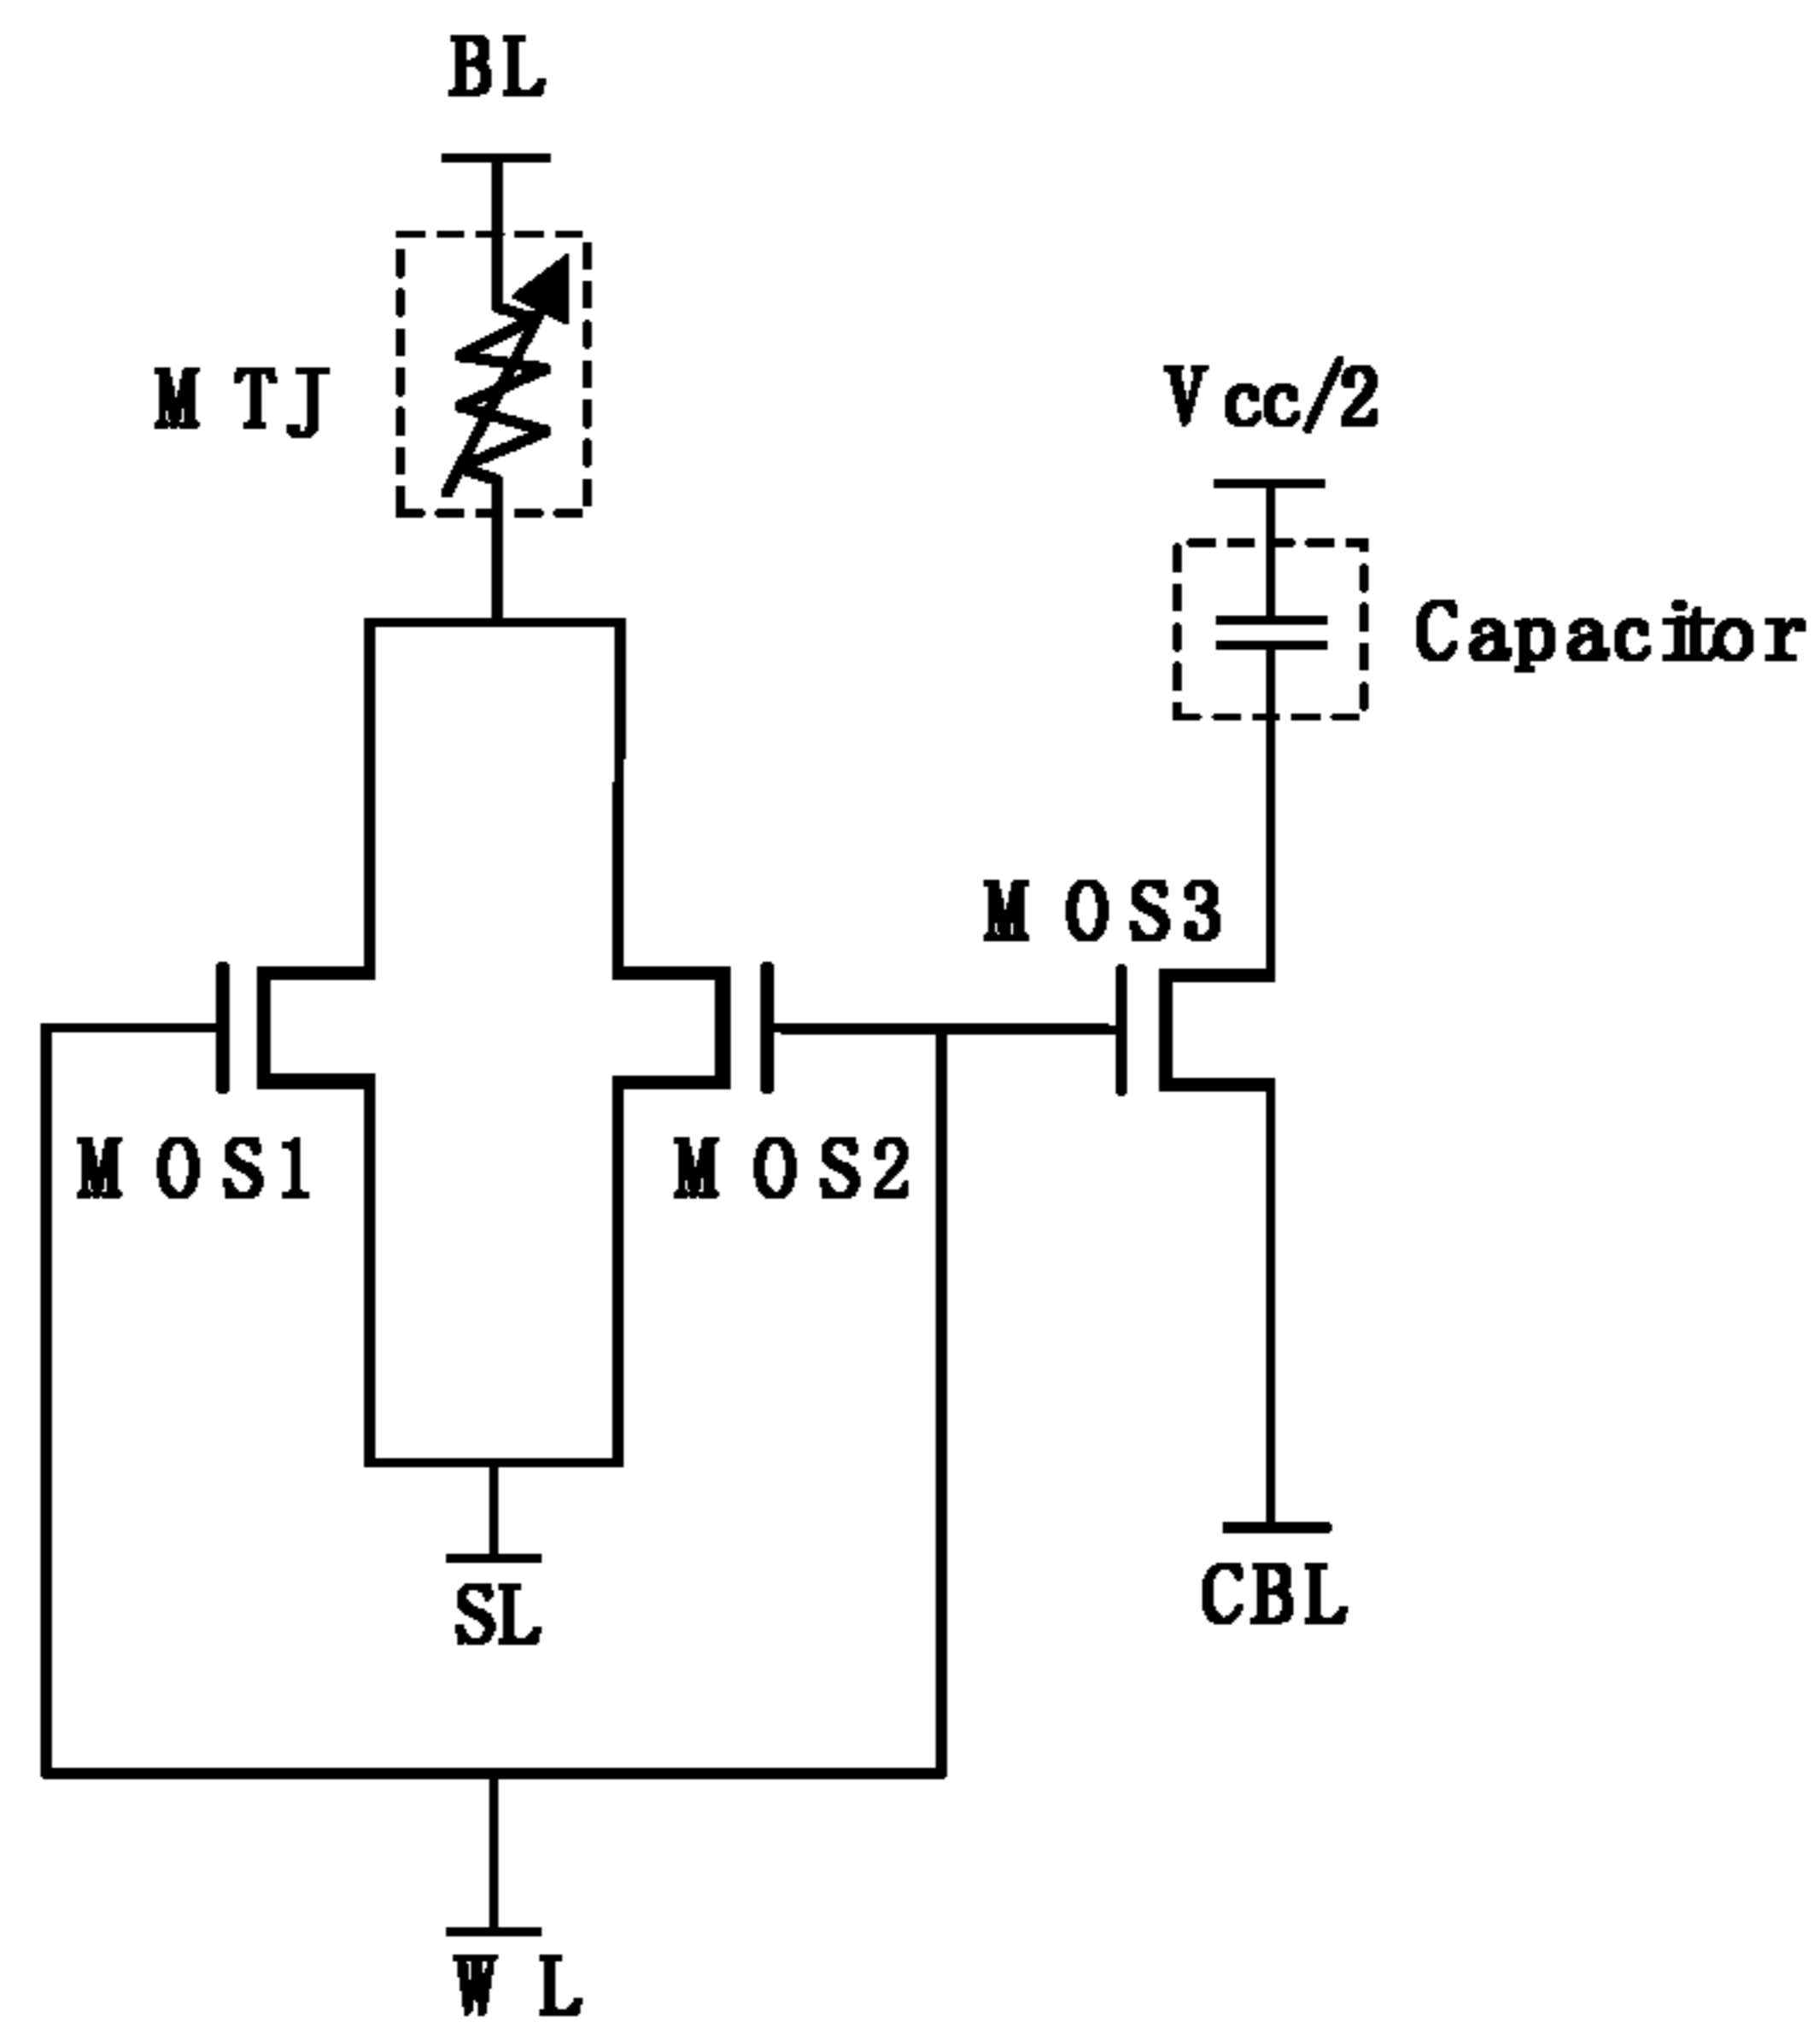 BL
MTJ
Vcc/2
Capacitor
MOS3
MOS1
MOS2
SL
CBL
WL